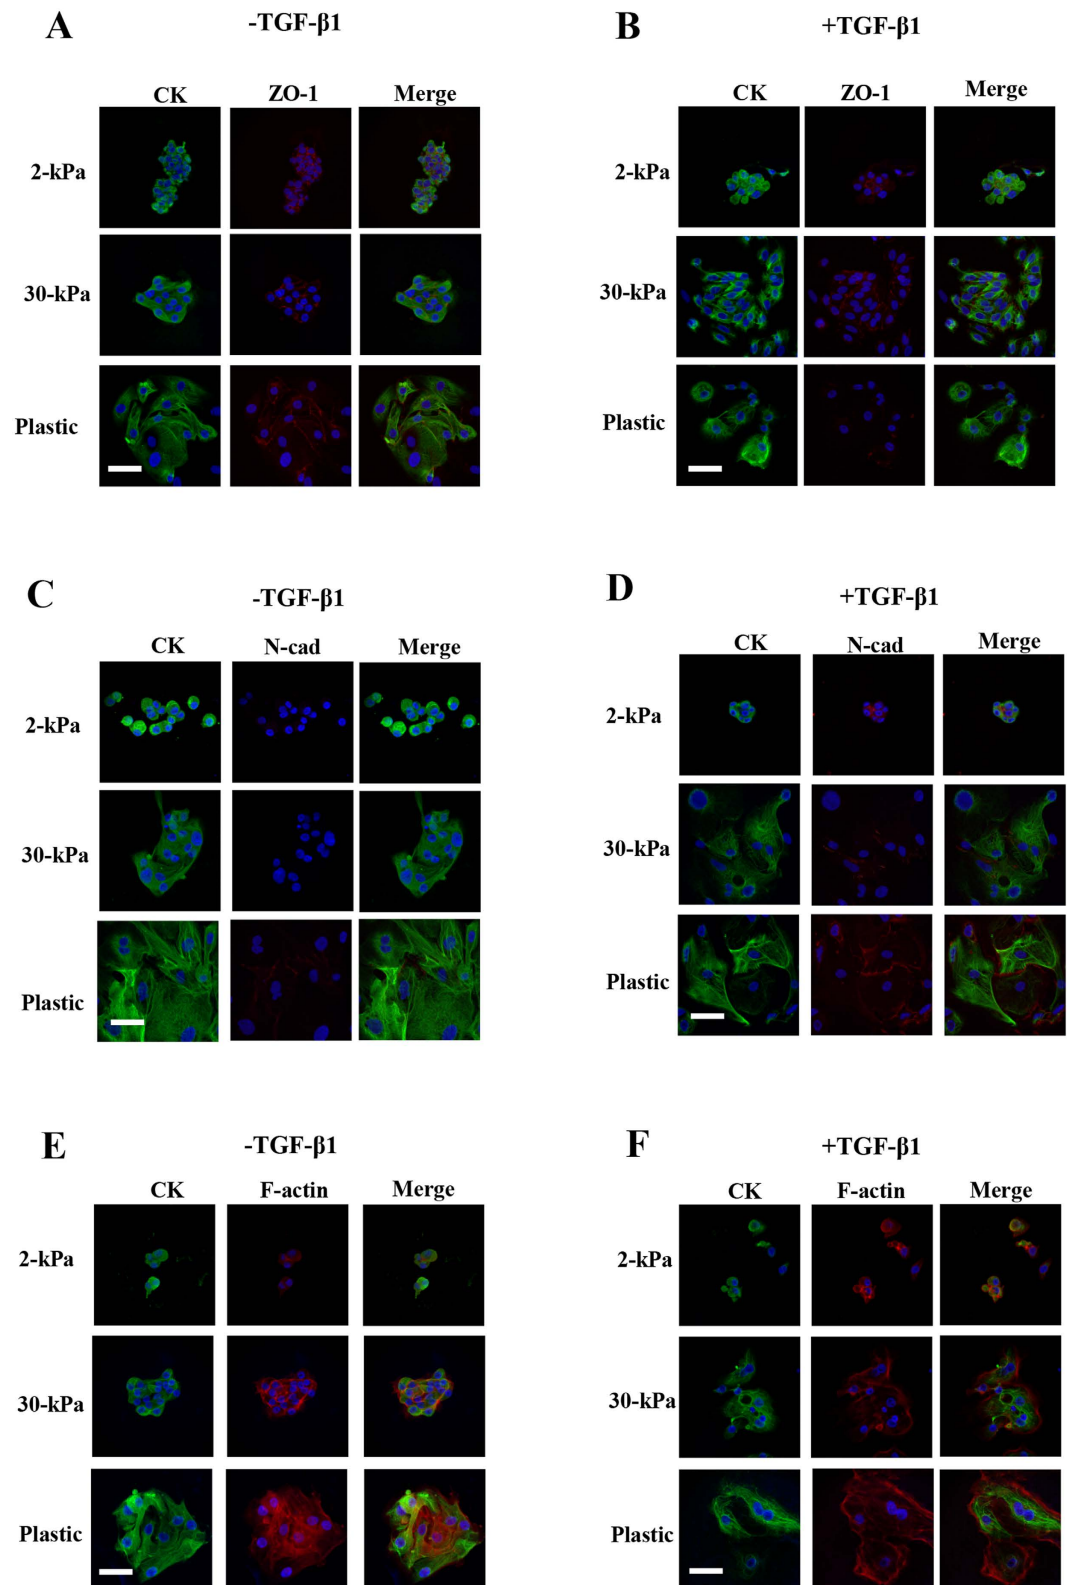 A
-TGF-β1
CK ZO-1 Merge
2-kPa
30-kPa
Plastic
B
+TGF-β1
CK ZO-1 Merge
2-kPa
30-kPa
Plastic
C
-TGF-β1
CK N-cad Merge
2-kPa
30-kPa
Plastic
D
+TGF-β1
CK N-cad Merge
2-kPa
30-kPa
Plastic
E
-TGF-β1
CK F-actin Merge
2-kPa
30-kPa
Plastic
F
+TGF-β1
CK F-actin Merge
2-kPa
30-kPa
Plastic